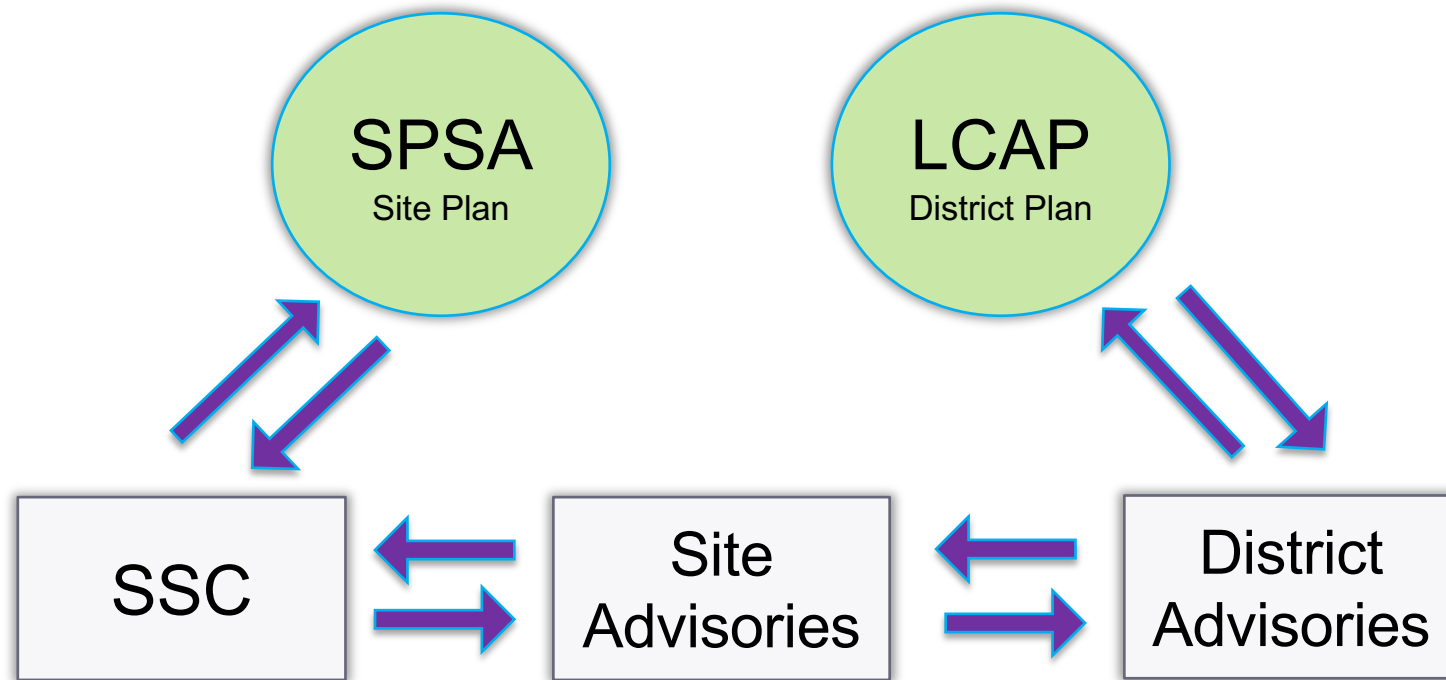 SPSA
Site Plan
LCAP
District Plan
SSC
Site
Advisories
District
Advisories